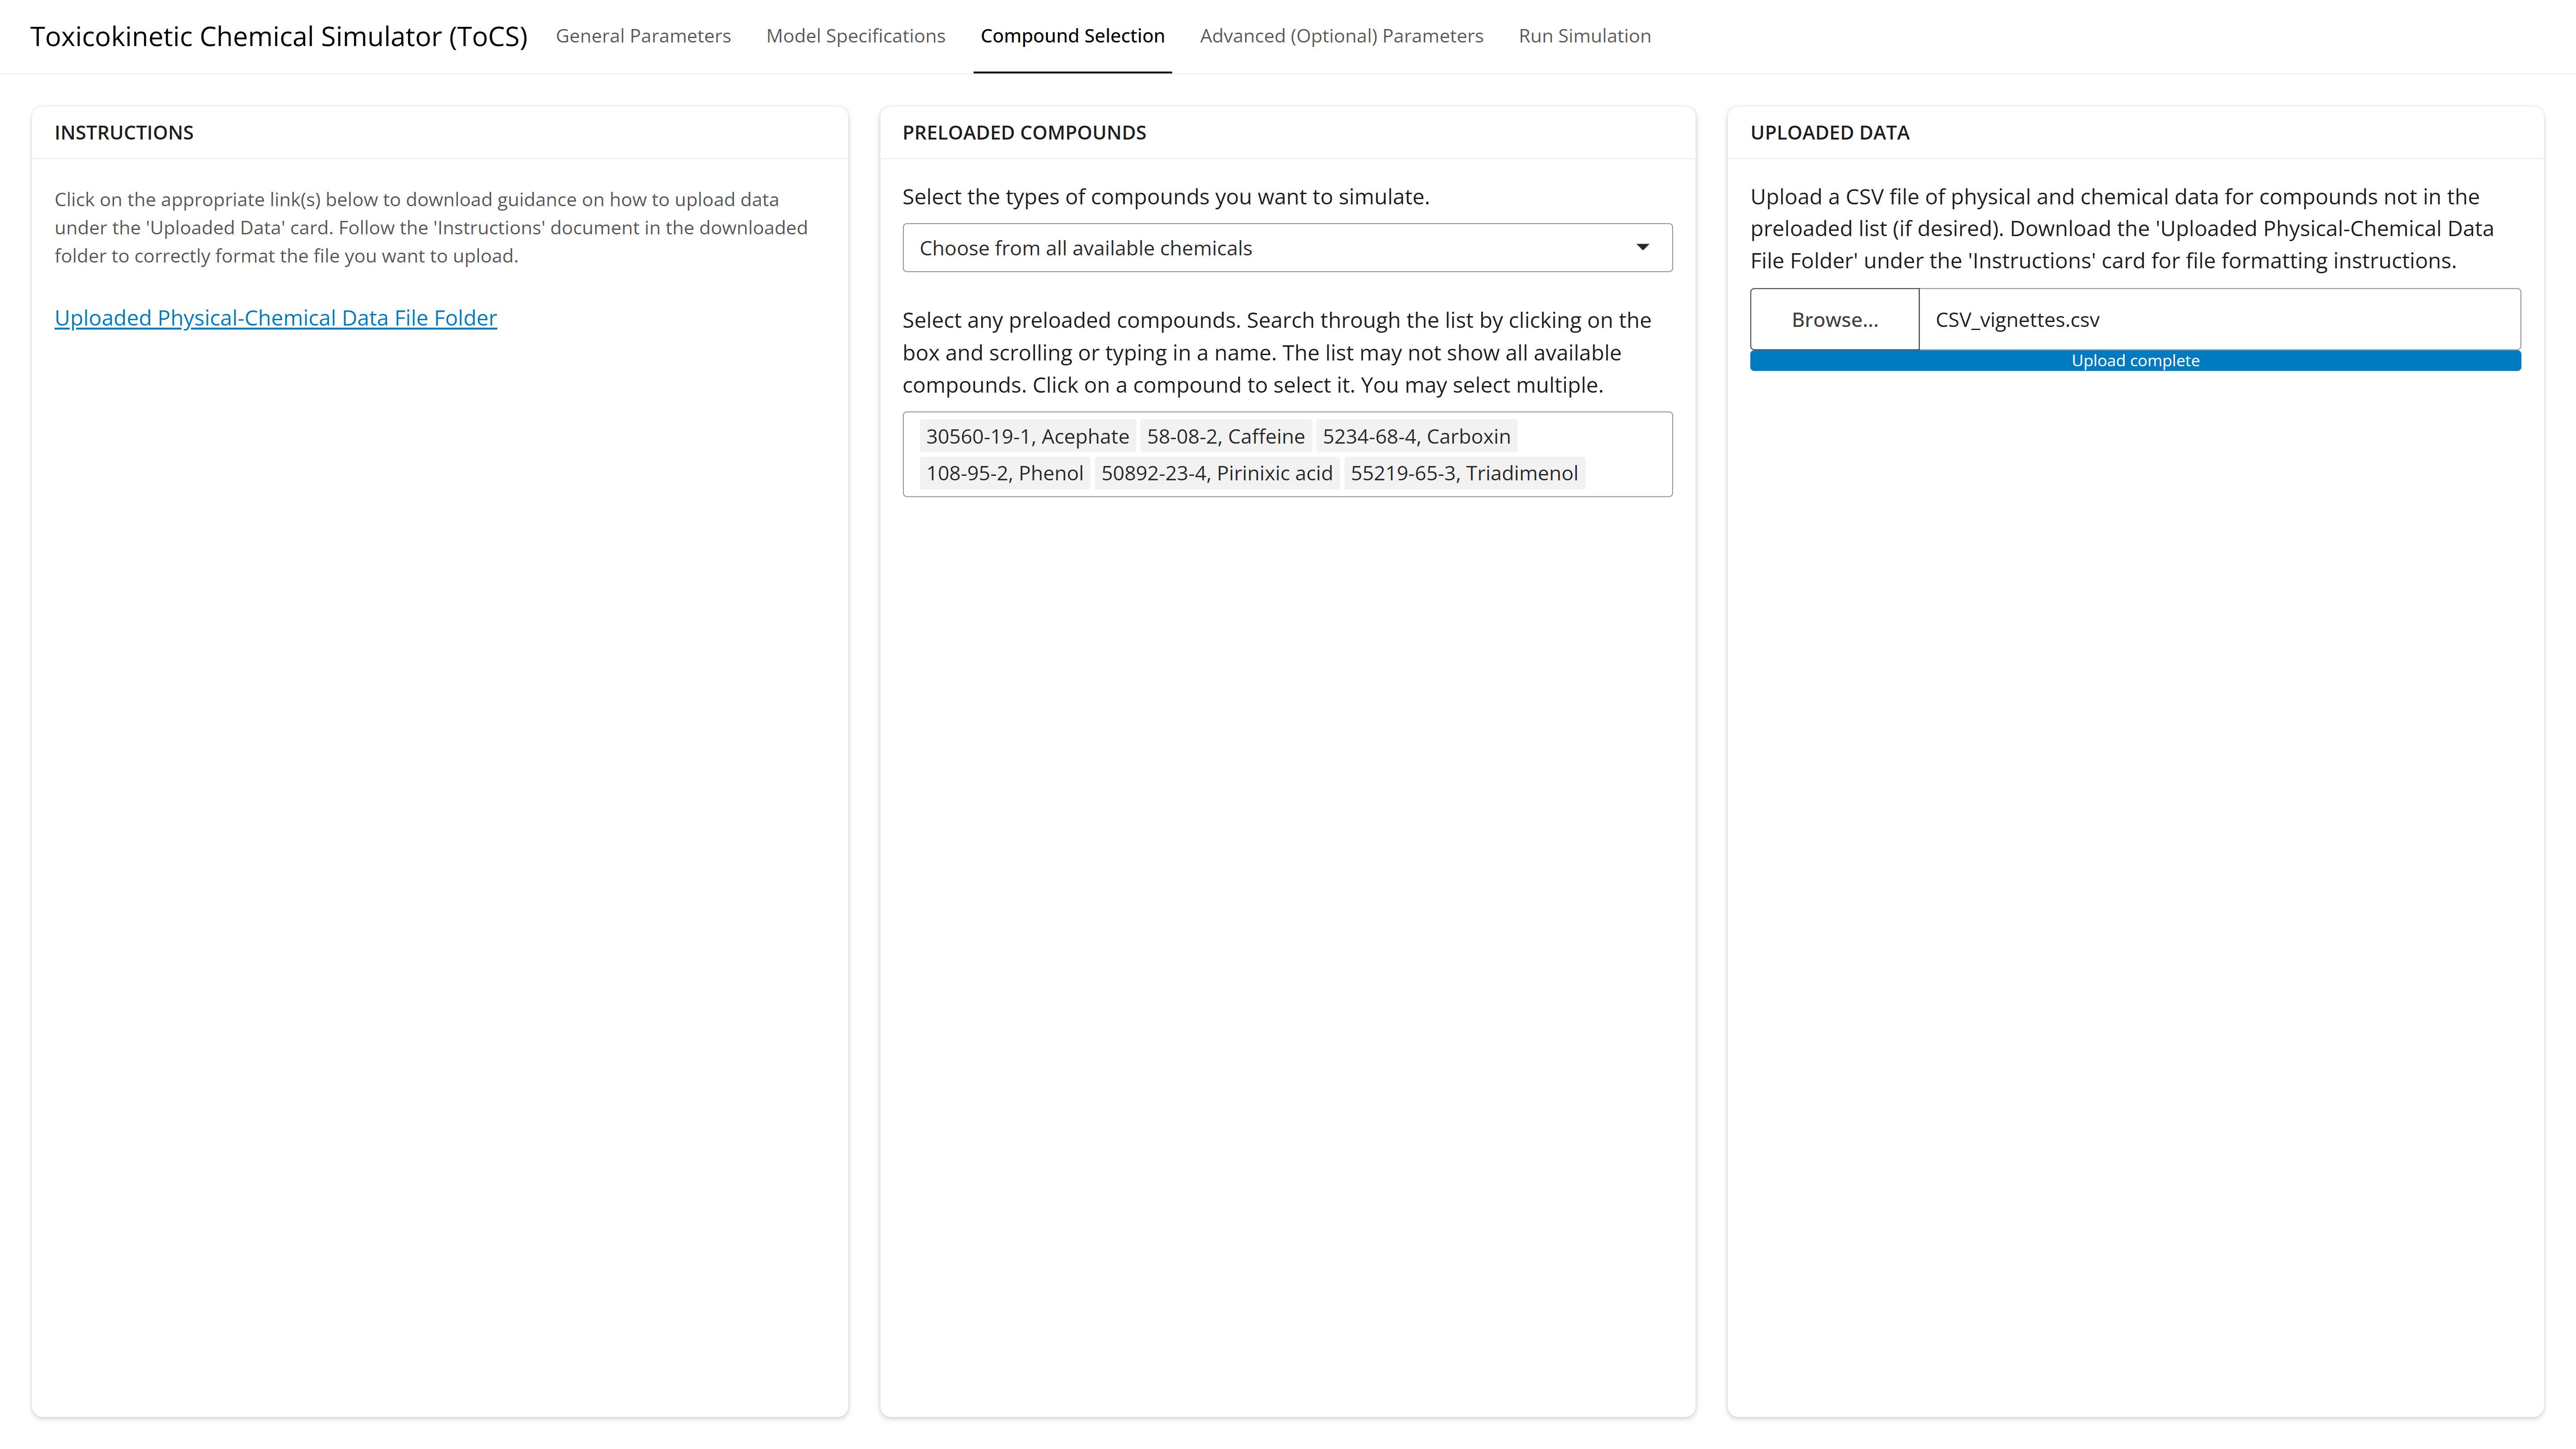 Toxicokinetic Chemical Simulator (ToCS) General Parameters Model Specifications Compound Selection Advanced (Optional) Parameters Run Simulation
INSTRUCTIONS
Click on the appropriate link(s) below to download guidance on how to upload data
under the 'Uploaded Data' card. Follow the 'Instructions' document in the downloaded
folder to correctly format the file you want to upload.
Uploaded Physical-Chemical Data File Folder
PRELOADED COMPOUNDS
Select the types of compounds you want to simulate.
Choose from all available chemicals
Select any preloaded compounds. Search through the list by clicking on the
box and scrolling or typing in a name. The list may not show all available
compounds. Click on a compound to select it. You may select multiple.
30560-19-1, Acephate 58-08-2, Caffeine 5234-68-4, Carboxin
108-95-2, Phenol 50892-23-4, Pirinixic acid 55219-65-3, Triadimenol
UPLOADED DATA
Upload a CSV file of physical and chemical data for compounds not in the
preloaded list (if desired). Download the 'Uploaded Physical-Chemical Data
File Folder' under the 'Instructions' card for file formatting instructions.
Browse... CSV_vignettes.csv
Upload complete